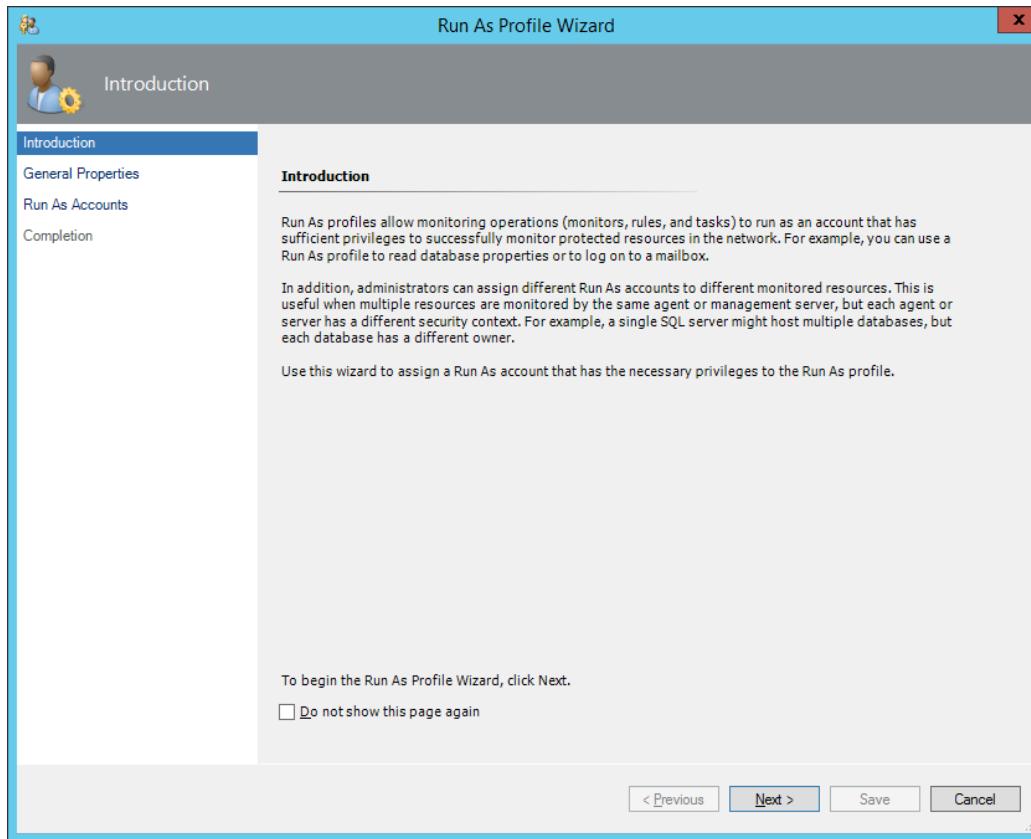 Run As Profile Wizard
x
Introduction
Introduction
General Properties
Run As Accounts
Completion
Introduction
Run As profiles allow monitoring operations (monitors, rules, and tasks) to run as an account that has
sufficient privileges to successfully monitor protected resources in the network. For example, you can use a
Run As profile to read database properties or to log on to a mailbox.
In addition, administrators can assign different Run As accounts to different monitored resources. This is
useful when multiple resources are monitored by the same agent or management server, but each agent or
server has a different security context. For example, a single SQL server might host multiple databases, but
each database has a different owner.
Use this wizard to assign a Run As account that has the necessary privileges to the Run As profile.
To begin the Run As Profile Wizard, click Next.
Do not show this page again
< Previous
Next >
Save
Cancel